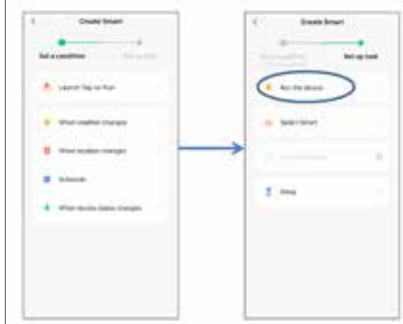 Create Smart
Set a condition
Launch Tap-to-Run
When weather changes
When location changes
Schedule
When device status changes
Create Smart
Set up task
Run the device
Select Smart
Delay